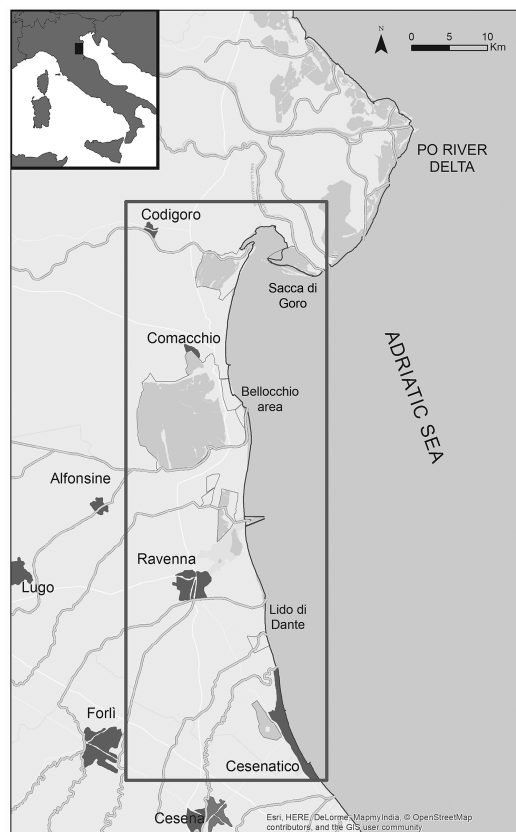 N
0 5 10
Km
PO RIVER
DELTA
Codigoro
Sacca di
Goro
Comacchio
ADRIATIC SEA
Bellocchio
area
Alfonsine
Ravenna
Lugo
Lido di
Dante
Forlì
Cesenatico
Cesena
Esri, HERE, DeLorme, MapmyIndia, © OpenStreetMap
contributors, and the GIS user community